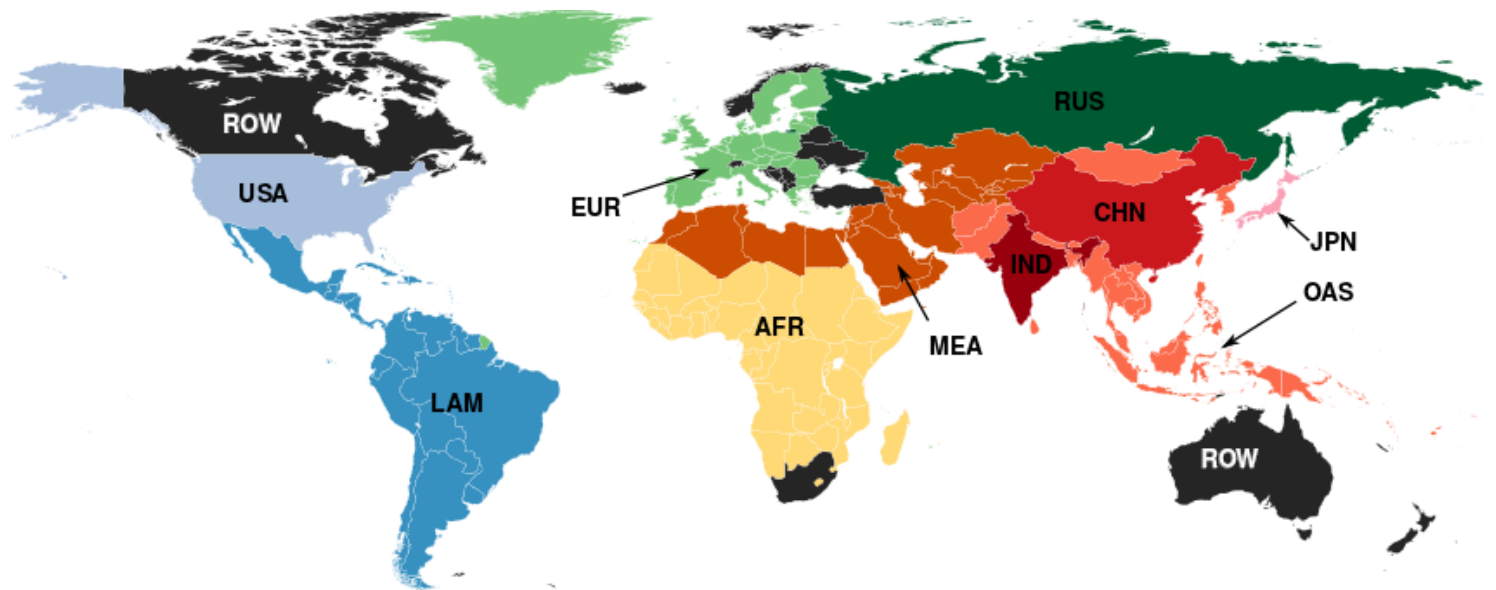 RUS
ROW
USA
EUR
CHN
JPN
IND
OAS
AFR
MEA
LAM
ROW